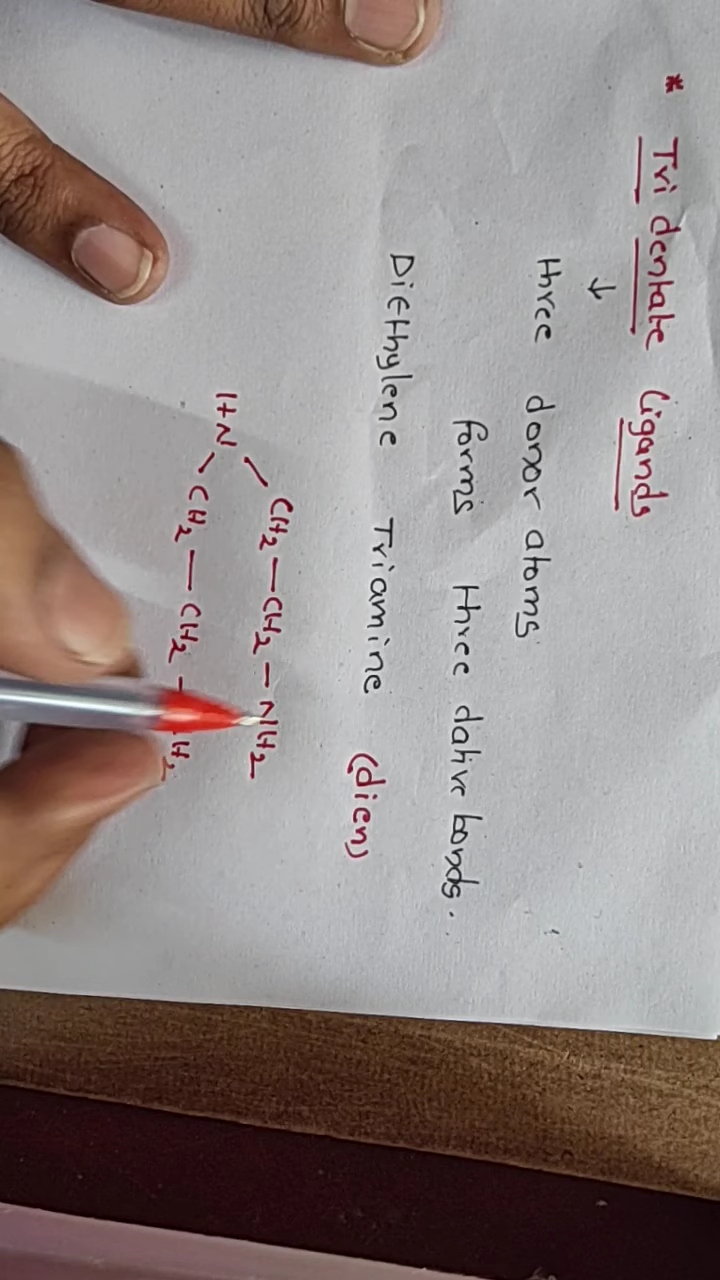 * Tri dentate Ligands
↓
three donor atoms
forms three dative bonds.
Diethylene Triamine (dien)
CH₂—CH₂—NH₂
HN
CH₂—CH₂—H₂